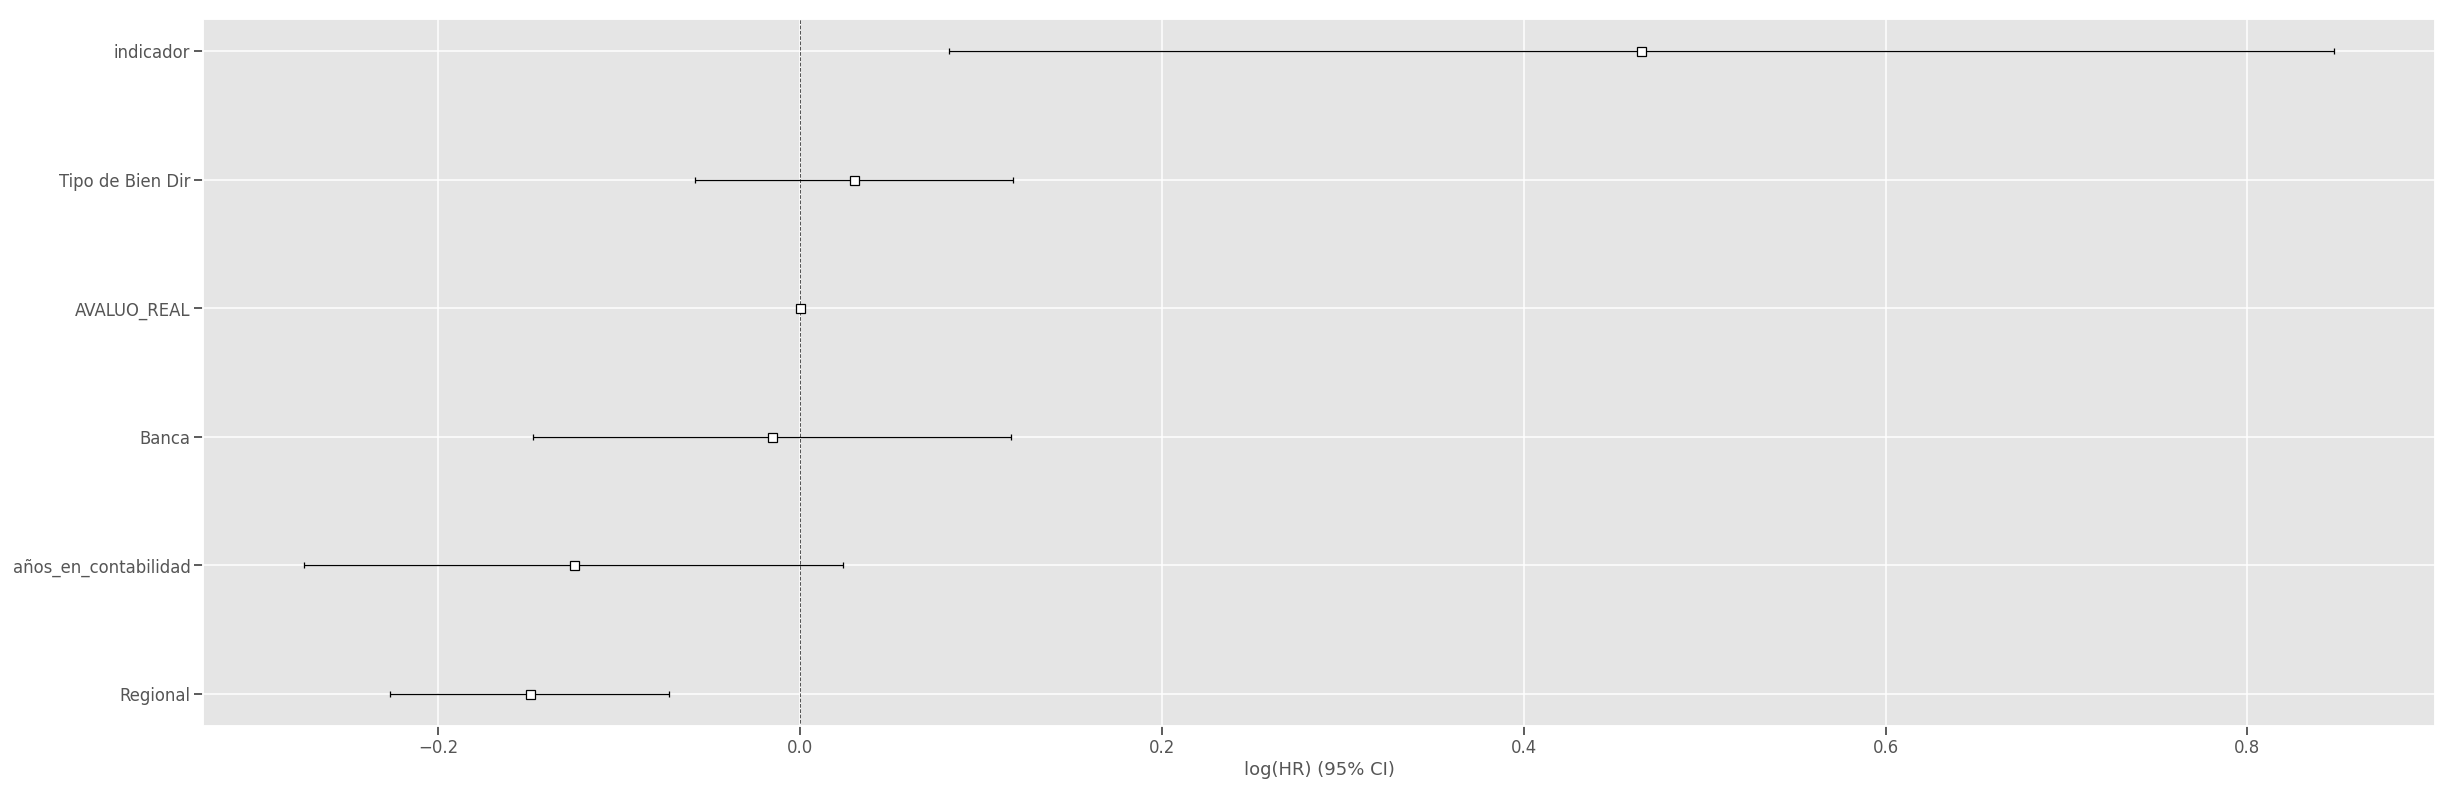 indicador
Tipo de Bien Dir
AVALUO_REAL
Banca
años_en_contabilidad
Regional
−0.2 0.0 0.2 0.4 0.6 0.8
log(HR) (95% CI)